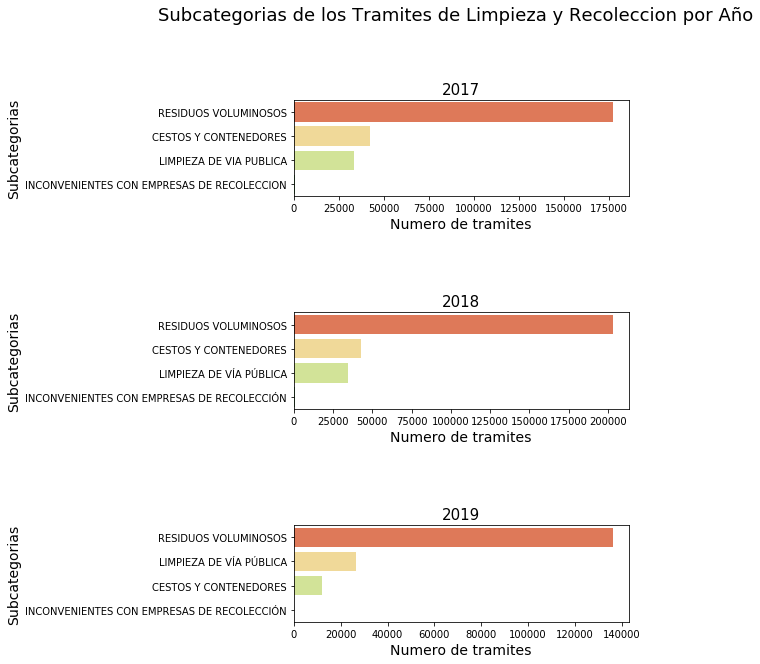 Subcategorias de los Tramites de Limpieza y Recoleccion por Año
2017
Subcategorias
RESIDUOS VOLUMINOSOS
CESTOS Y CONTENEDORES
LIMPIEZA DE VIA PUBLICA
INCONVENIENTES CON EMPRESAS DE RECOLECCION
0 25000 50000 75000 100000 125000 150000 175000
Numero de tramites
2018
Subcategorias
RESIDUOS VOLUMINOSOS
CESTOS Y CONTENEDORES
LIMPIEZA DE VÍA PÚBLICA
INCONVENIENTES CON EMPRESAS DE RECOLECCIÓN
0 25000 50000 75000 100000 125000 150000 175000 200000
Numero de tramites
2019
Subcategorias
RESIDUOS VOLUMINOSOS
LIMPIEZA DE VÍA PÚBLICA
CESTOS Y CONTENEDORES
INCONVENIENTES CON EMPRESAS DE RECOLECCIÓN
0 20000 40000 60000 80000 100000 120000 140000
Numero de tramites